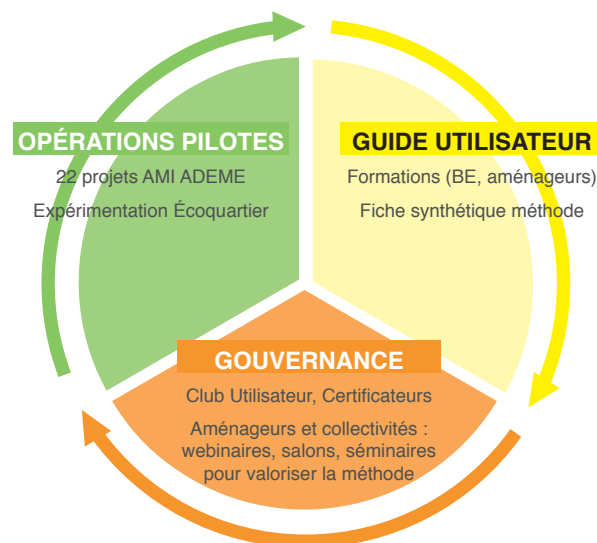 OPÉRATIONS PILOTES
22 projets AMI ADEME
Expérimentation Écoquartier
GUIDE UTILISATEUR
Formations (BE, aménageurs)
Fiche synthétique méthode
GOUVERNANCE
Club Utilisateur, Certificateurs
Aménageurs et collectivités :
webinaires, salons, séminaires
pour valoriser la méthode